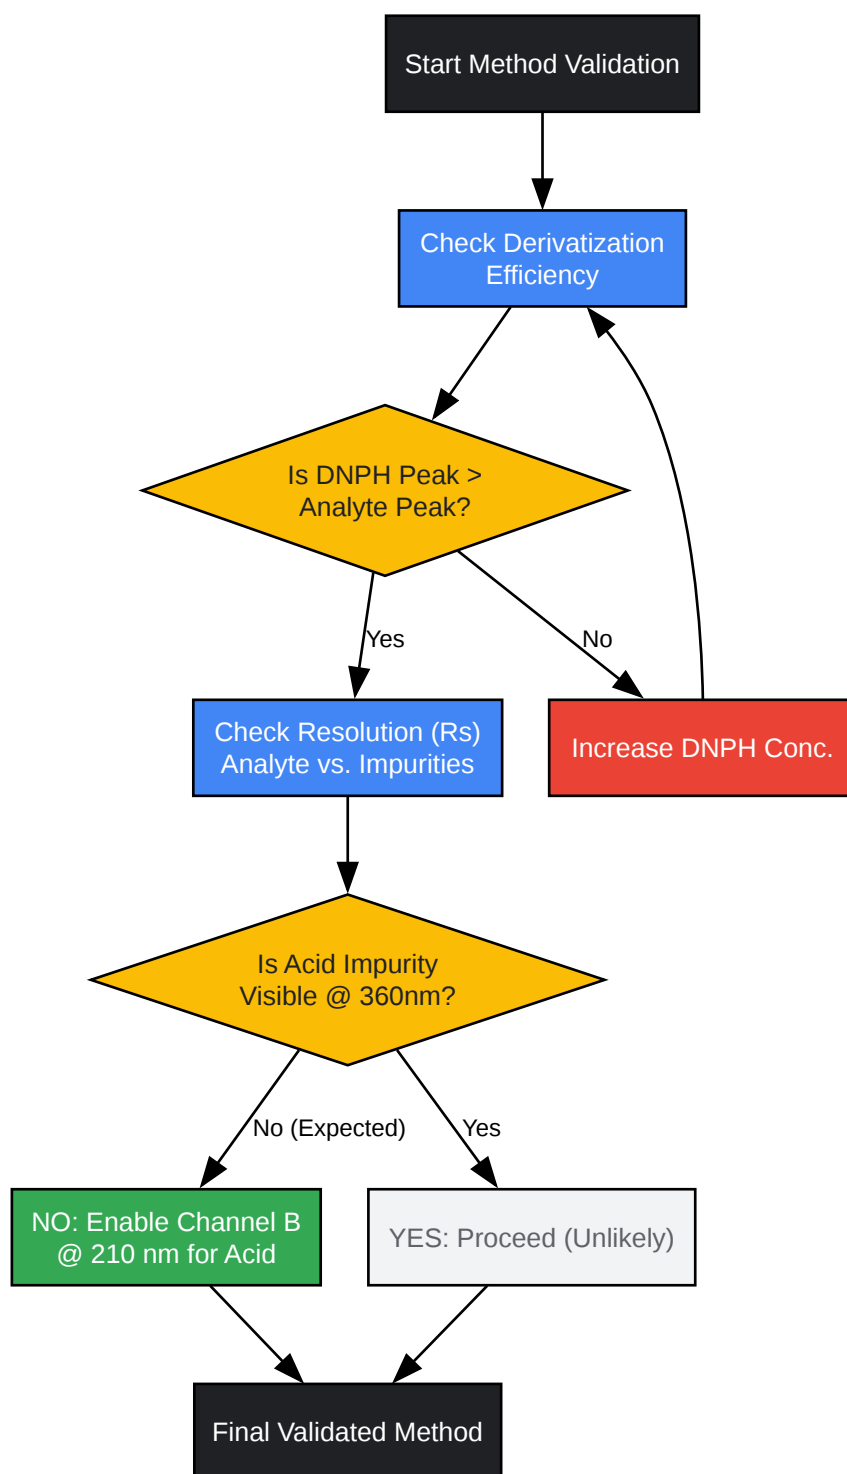 Start Method Validation
Check Derivatization
Efficiency
Is DNPH Peak >
Analyte Peak?
Yes
No
Check Resolution (Rs)
Analyte vs. Impurities
Increase DNPH Conc.
Is Acid Impurity
Visible @ 360nm?
No (Expected)
Yes
NO: Enable Channel B
@ 210 nm for Acid
YES: Proceed (Unlikely)
Final Validated Method